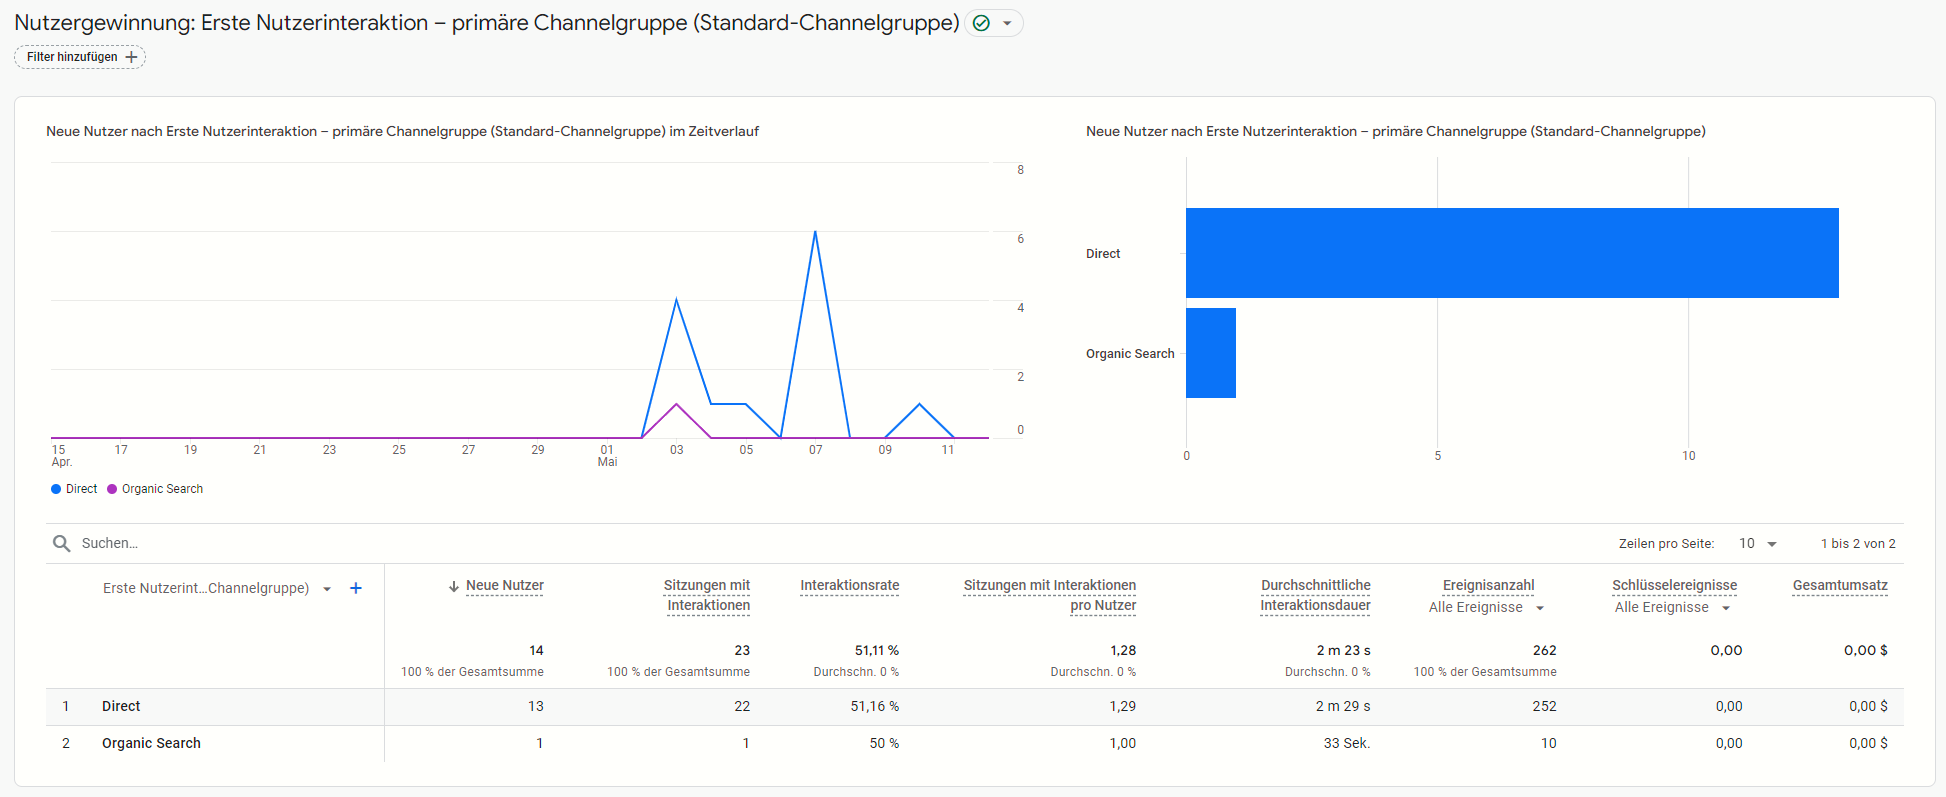 Nutzergewinnung: Erste Nutzerinteraktion – primäre Channelgruppe (Standard-Channelgruppe)
Filter hinzufügen
Neue Nutzer nach Erste Nutzerinteraktion – primäre Channelgruppe (Standard-Channelgruppe) im Zeitverlauf
8
6
4
2
0
15 17 19 21 23 25 27 29 01 03 05 07 09 11
Apr. Mai
Direct Organic Search
Neue Nutzer nach Erste Nutzerinteraktion – primäre Channelgruppe (Standard-Channelgruppe)
Direct
Organic Search
0 5 10
Suchen…
Zeilen pro Seite: 10 1 bis 2 von 2
Erste Nutzerint…Channelgruppe) +
Neue Nutzer
Sitzungen mit
Interaktionen
Interaktionsrate
Sitzungen mit Interaktionen
pro Nutzer
Durchschnittliche
Interaktionsdauer
Ereignisanzahl
Alle Ereignisse
Schlüsselereignisse
Alle Ereignisse
Gesamtumsatz
14 23 51,11 % 1,28 2 m 23 s 262 0,00 0,00 $
100 % der Gesamtsumme 100 % der Gesamtsumme Durchschn. 0 % Durchschn. 0 % Durchschn. 0 % 100 % der Gesamtsumme
1 Direct 13 22 51,16 % 1,29 2 m 29 s 252 0,00 0,00 $
2 Organic Search 1 1 50 % 1,00 33 Sek. 10 0,00 0,00 $